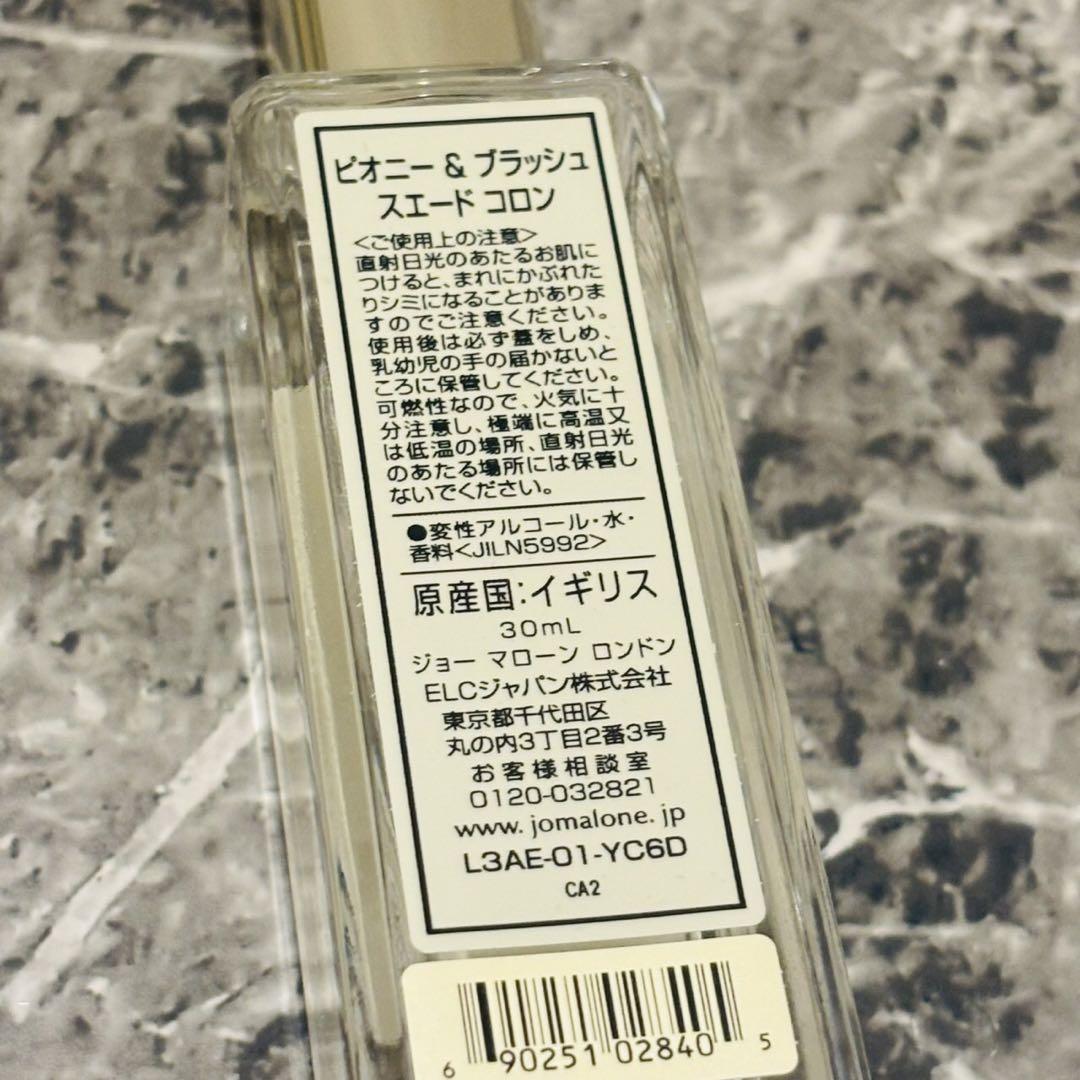 ピオニー & ブラッシュ
スエード コロン
<ご使用上の注意>
直射日光のあたるお肌に
つけると、まれにかぶれた
りシミになることがありま
すのでご注意ください。
使用後は必ず蓋をしめ、
乳幼児の手の届かないと
ころに保管してください。
可燃性なので、火気に十
分注意し、極端に高温又
は低温の場所、直射日光
のあたる場所には保管し
ないでください。
●変性アルコール・水・
香料<JILN5992>
原産国:イギリス
30mL
ジョー マローン ロンドン
ELCジャパン株式会社
東京都千代田区
丸の内3丁目2番3号
お客様相談室
0120-032821
www.jomalone.jp
L3AE-01-YC6D
CA2
6 90251 02840 5